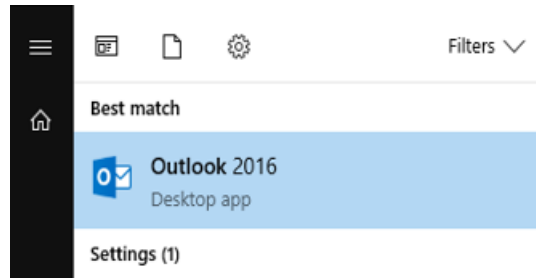 Filters
Best match
Outlook 2016
Desktop app
Settings (1)